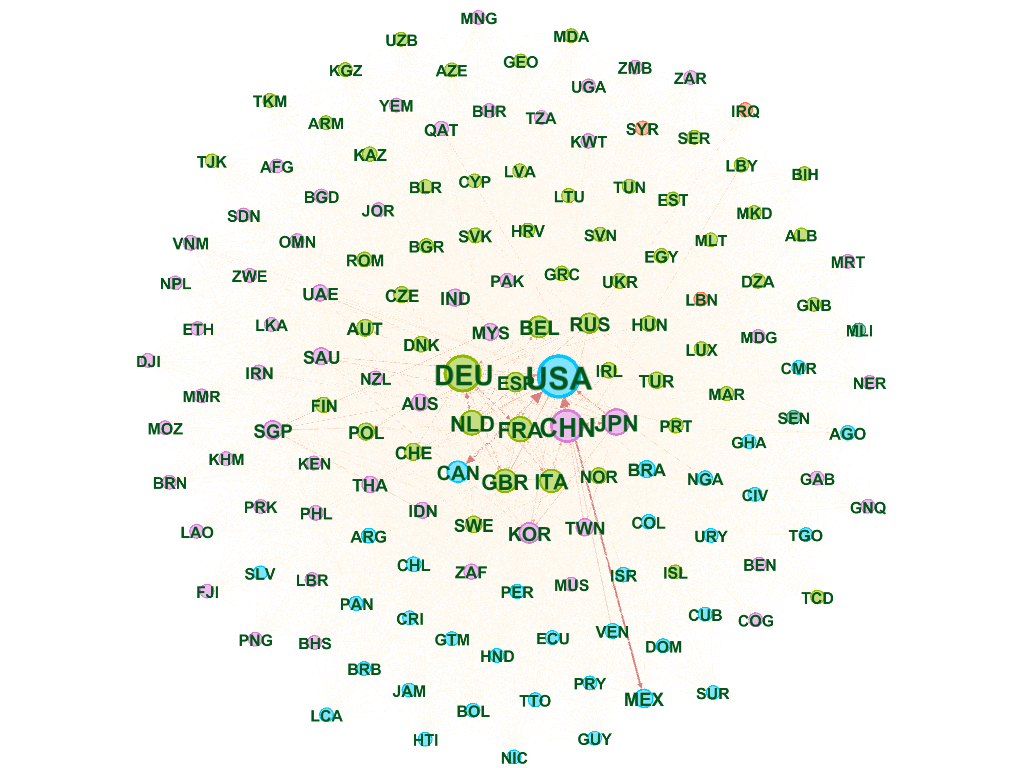 MNG
UZB
MDA
GEO
KGZ
AZE
ZMB
ZAR
UGA
TKM
YEM
BHR
IRQ
TZA
ARM
QAT
SYR
SER
KWT
KAZ
TJK
AFG
LVA
LBY
BIH
CYP
BLR
TUN
LTU
EST
BGD
JOR
SDN
MKD
SVK
HRV
SVN
MLT
ALB
VNM
OMN
BGR
EGY
ROM
MRT
NPL
ZWE
PAK
GRC
UKR
DZA
UAE
CZE
IND
LBN
GNB
ETH
LKA
AUT
MYS
BEL
RUS
HUN
MDG
MLI
DNK
LUX
DJI
SAU
IRN
NZL
DEU
ESP
USA
IRL
TUR
CMR
NER
MMR
FIN
AUS
MAR
MOZ
SGP
POL
NLD
FRA
CHN
JPN
PRT
SEN
AGO
GHA
KHM
KEN
CHE
CAN
BRA
BRN
THA
GBR
ITA
NOR
NGA
GAB
CIV
PRK
PHL
IDN
GNQ
LAO
ARG
SWE
KOR
TWN
COL
URY
TGO
CHL
BEN
SLV
LBR
ZAF
MUS
ISR
ISL
FJI
PAN
PER
TCD
CRI
CUB
COG
PNG
BHS
GTM
ECU
VEN
DOM
HND
BRB
JAM
PRY
SUR
TTO
MEX
LCA
BOL
HTI
GUY
NIC